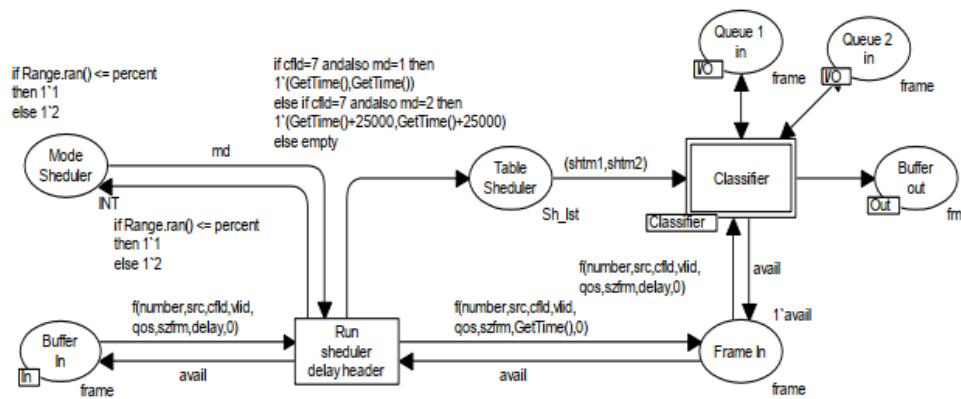 if Range.ran() <= percent
then 1`1
else 1`2
if cfId=7 andalso md=1 then
1`(GetTime(),GetTime())
else if cfId=7 andalso md=2 then
1`(GetTime()+25000,GetTime()+25000)
else empty
Queue 1
in
I/O
frame
Queue 2
in
I/O
frame
Mode
Sheduler
INT
md
Table
Sheduler
Sh_lst
(shtm1,shtm2)
Classifier
Classifier
Buffer
out
Out
frn
if Range.ran() <= percent
then 1`1
else 1`2
f(number,src,cfId,vlid,
qos,szfrm,delay,0)
avail
1`avail
Buffer
In
In
frame
f(number,src,cfId,vlid,
qos,szfrm,delay,0)
avail
Run
sheduler
delay header
f(number,src,cfId,vlid,
qos,szfrm,GetTime(),0)
avail
Frame In
frame